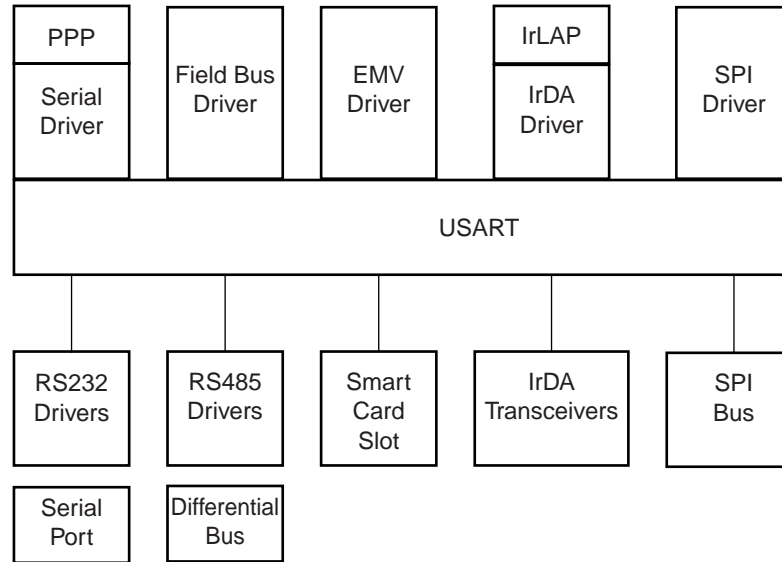 PPP
Serial
Driver
Field Bus
Driver
EMV
Driver
IrLAP
IrDA
Driver
SPI
Driver
USART
RS232
Drivers
RS485
Drivers
Smart
Card
Slot
IrDA
Transceivers
SPI
Bus
Serial
Port
Differential
Bus